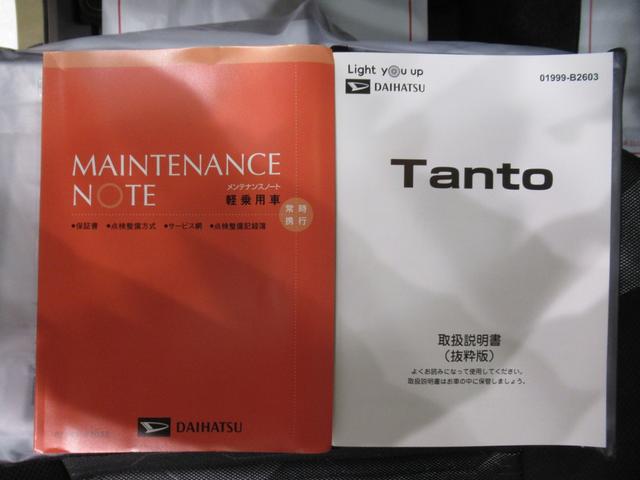 MAINTENANCE
NOTE
メンテナンスノート
軽乗用車
常時
携行
●保証書 ●点検整備方式 ●サービス網 ●点検整備記録簿
DAIHATSU
Light you up
DAIHATSU
01999-B2603
Tanto
取扱説明書
(抜粋版)
よくお読みになって使用してください。
取扱説明書はお車の中に保管しましょう。